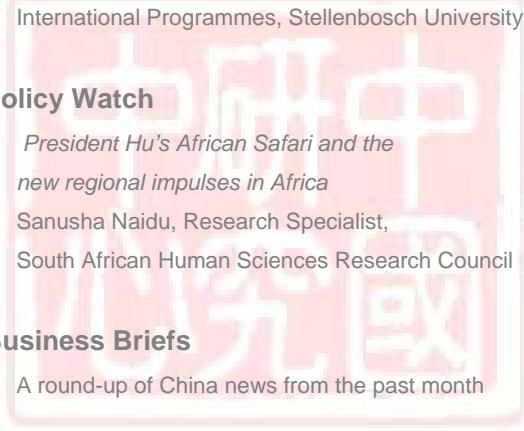 International Programmes, Stellenbosch University
olicy Watch
President Hu’s African Safari and the
new regional impulses in Africa
Sanusha Naidu, Research Specialist,
South African Human Sciences Research Council
usiness Briefs
A round-up of China news from the past month
中國
研究
中心